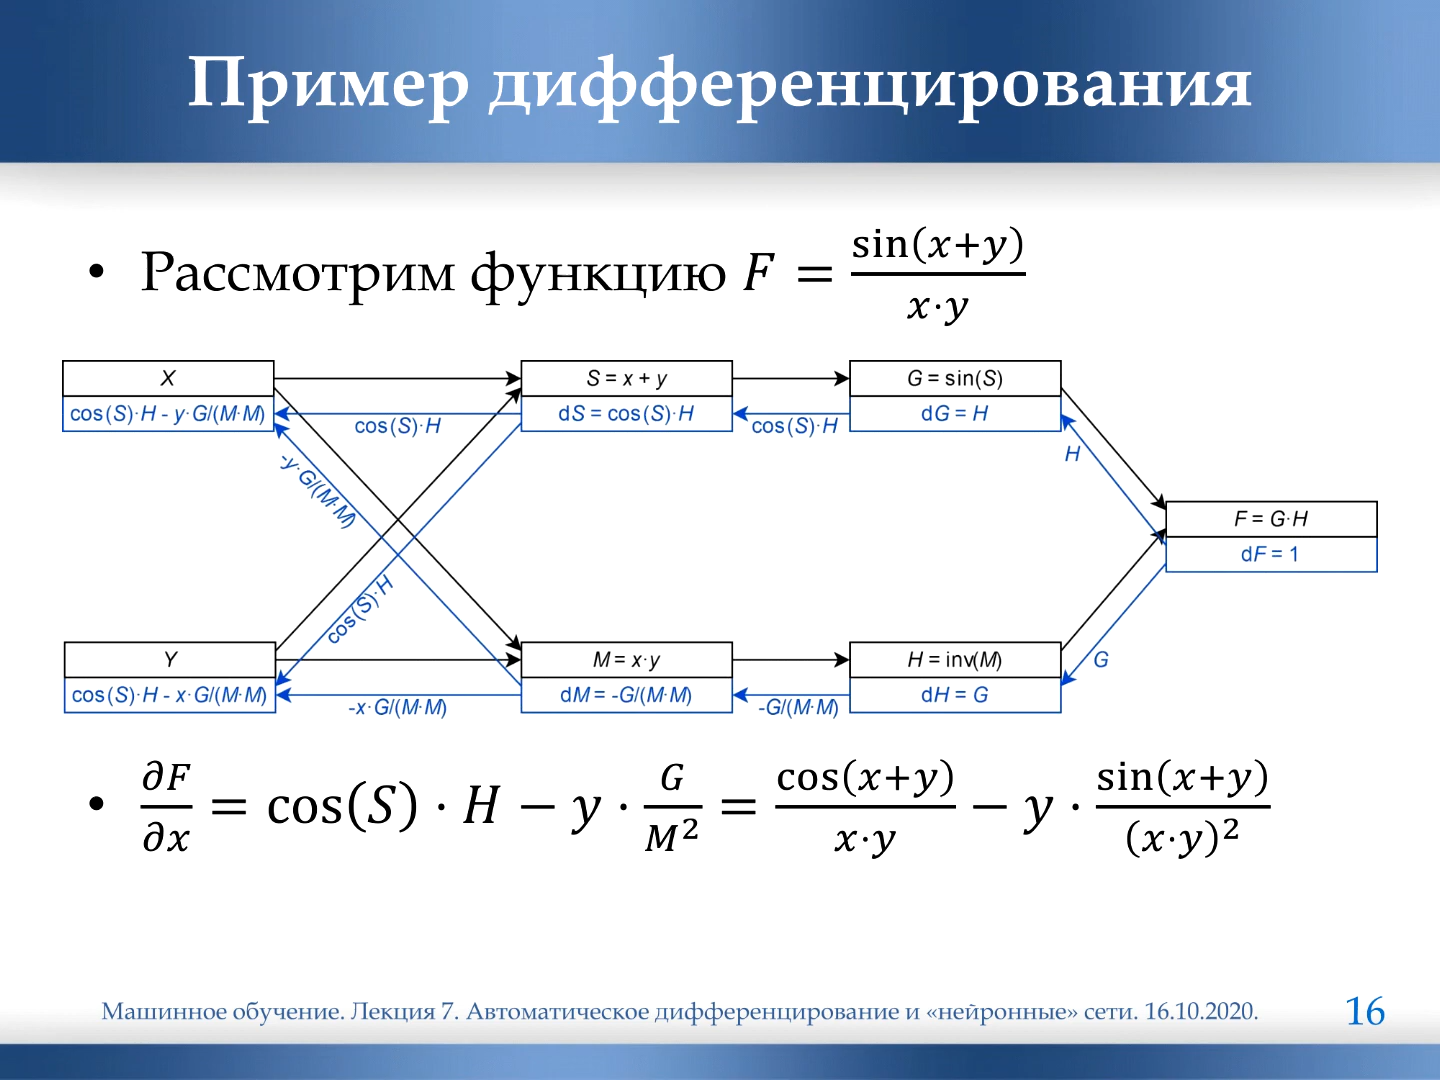 Пример дифференцирования
• Рассмотрим функцию F = sin(x+y) / x·y
X
S = x + y
G = sin(S)
cos(S)·H - y·G/(M·M)
cos(S)·H
dS = cos(S)·H
cos(S)·H
dG = H
H
-y·G/(M·M)
F = G·H
dF = 1
cos(S)·H
Y
M = x·y
H = inv(M)
G
cos(S)·H - x·G/(M·M)
-x·G/(M·M)
dM = -G/(M·M)
-G/(M·M)
dH = G
• ∂F/∂x = cos(S) · H − y · G/M² = cos(x+y)/x·y − y · sin(x+y)/(x·y)²
Машинное обучение. Лекция 7. Автоматическое дифференцирование и «нейронные» сети. 16.10.2020.
16